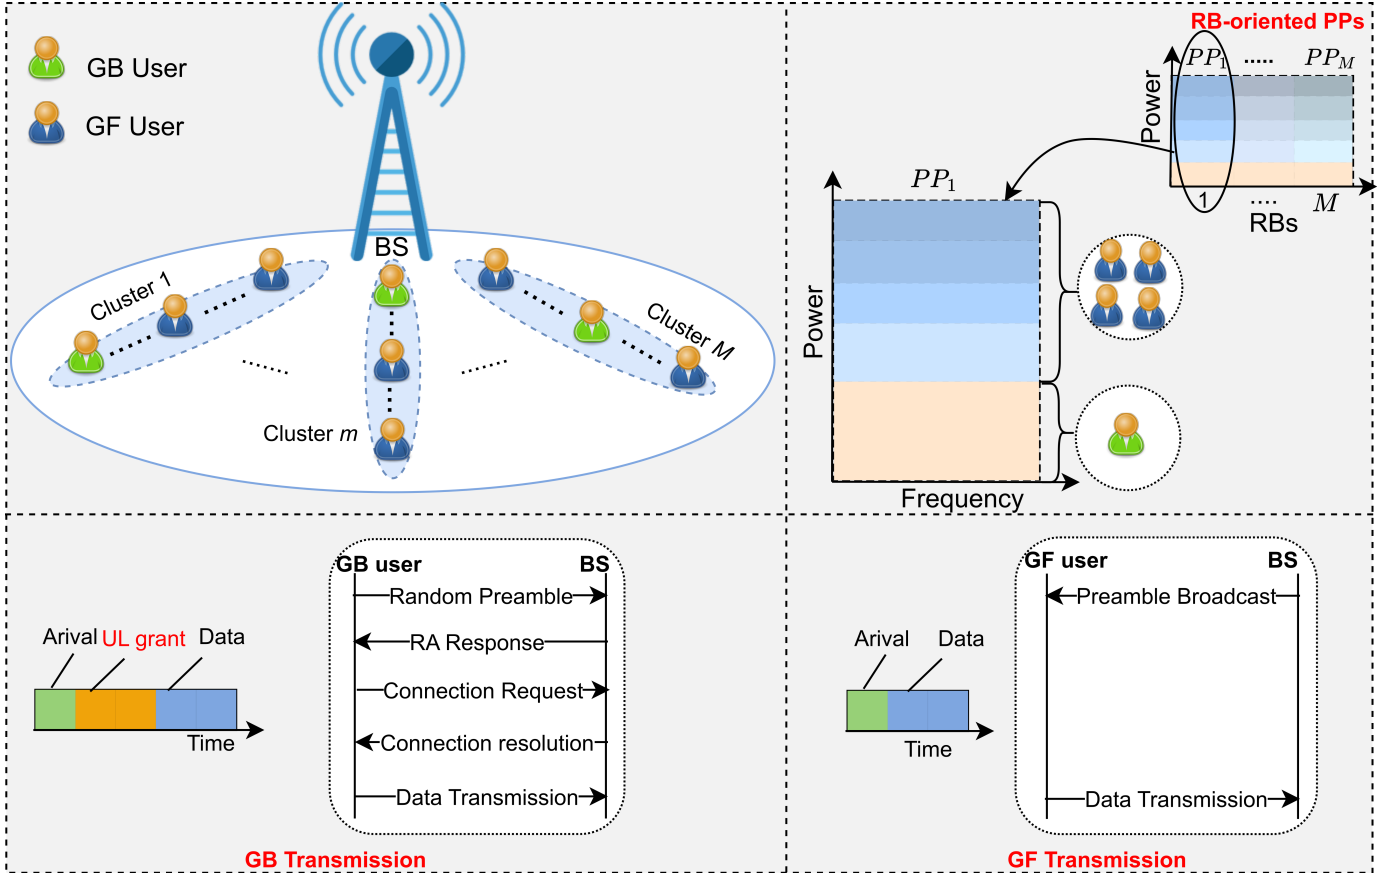 GB User
GF User
BS
Cluster 1
Cluster M
Cluster m
RB-oriented PPs
PP₁ ..... PP_M
Power
1 .... M
RBs
PP₁
Power
Frequency
GB user BS
Random Preamble
RA Response
Connection Request
Connection resolution
Data Transmission
Arival UL grant Data
Time
GB Transmission
GF user BS
Preamble Broadcast
Data Transmission
Arival Data
Time
GF Transmission